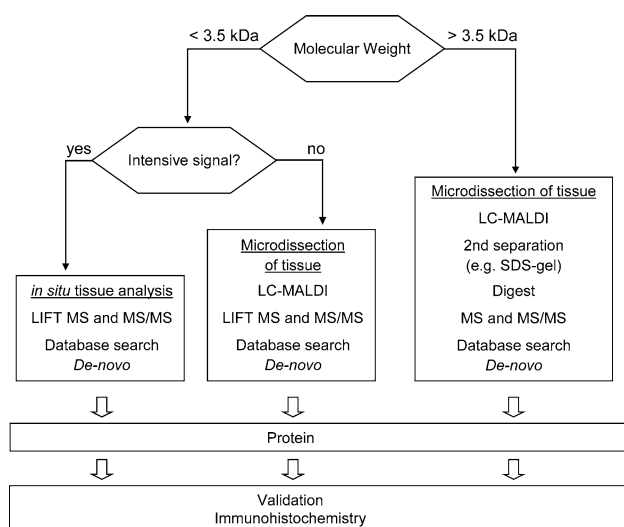 < 3.5 kDa
Molecular Weight
> 3.5 kDa
yes
Intensive signal?
no
in situ tissue analysis
LIFT MS and MS/MS
Database search
De-novo
Microdissection
of tissue
LC-MALDI
LIFT MS and MS/MS
Database search
De-novo
Microdissection of tissue
LC-MALDI
2nd separation
(e.g. SDS-gel)
Digest
MS and MS/MS
Database search
De-novo
Protein
Validation
Immunohistochemistry